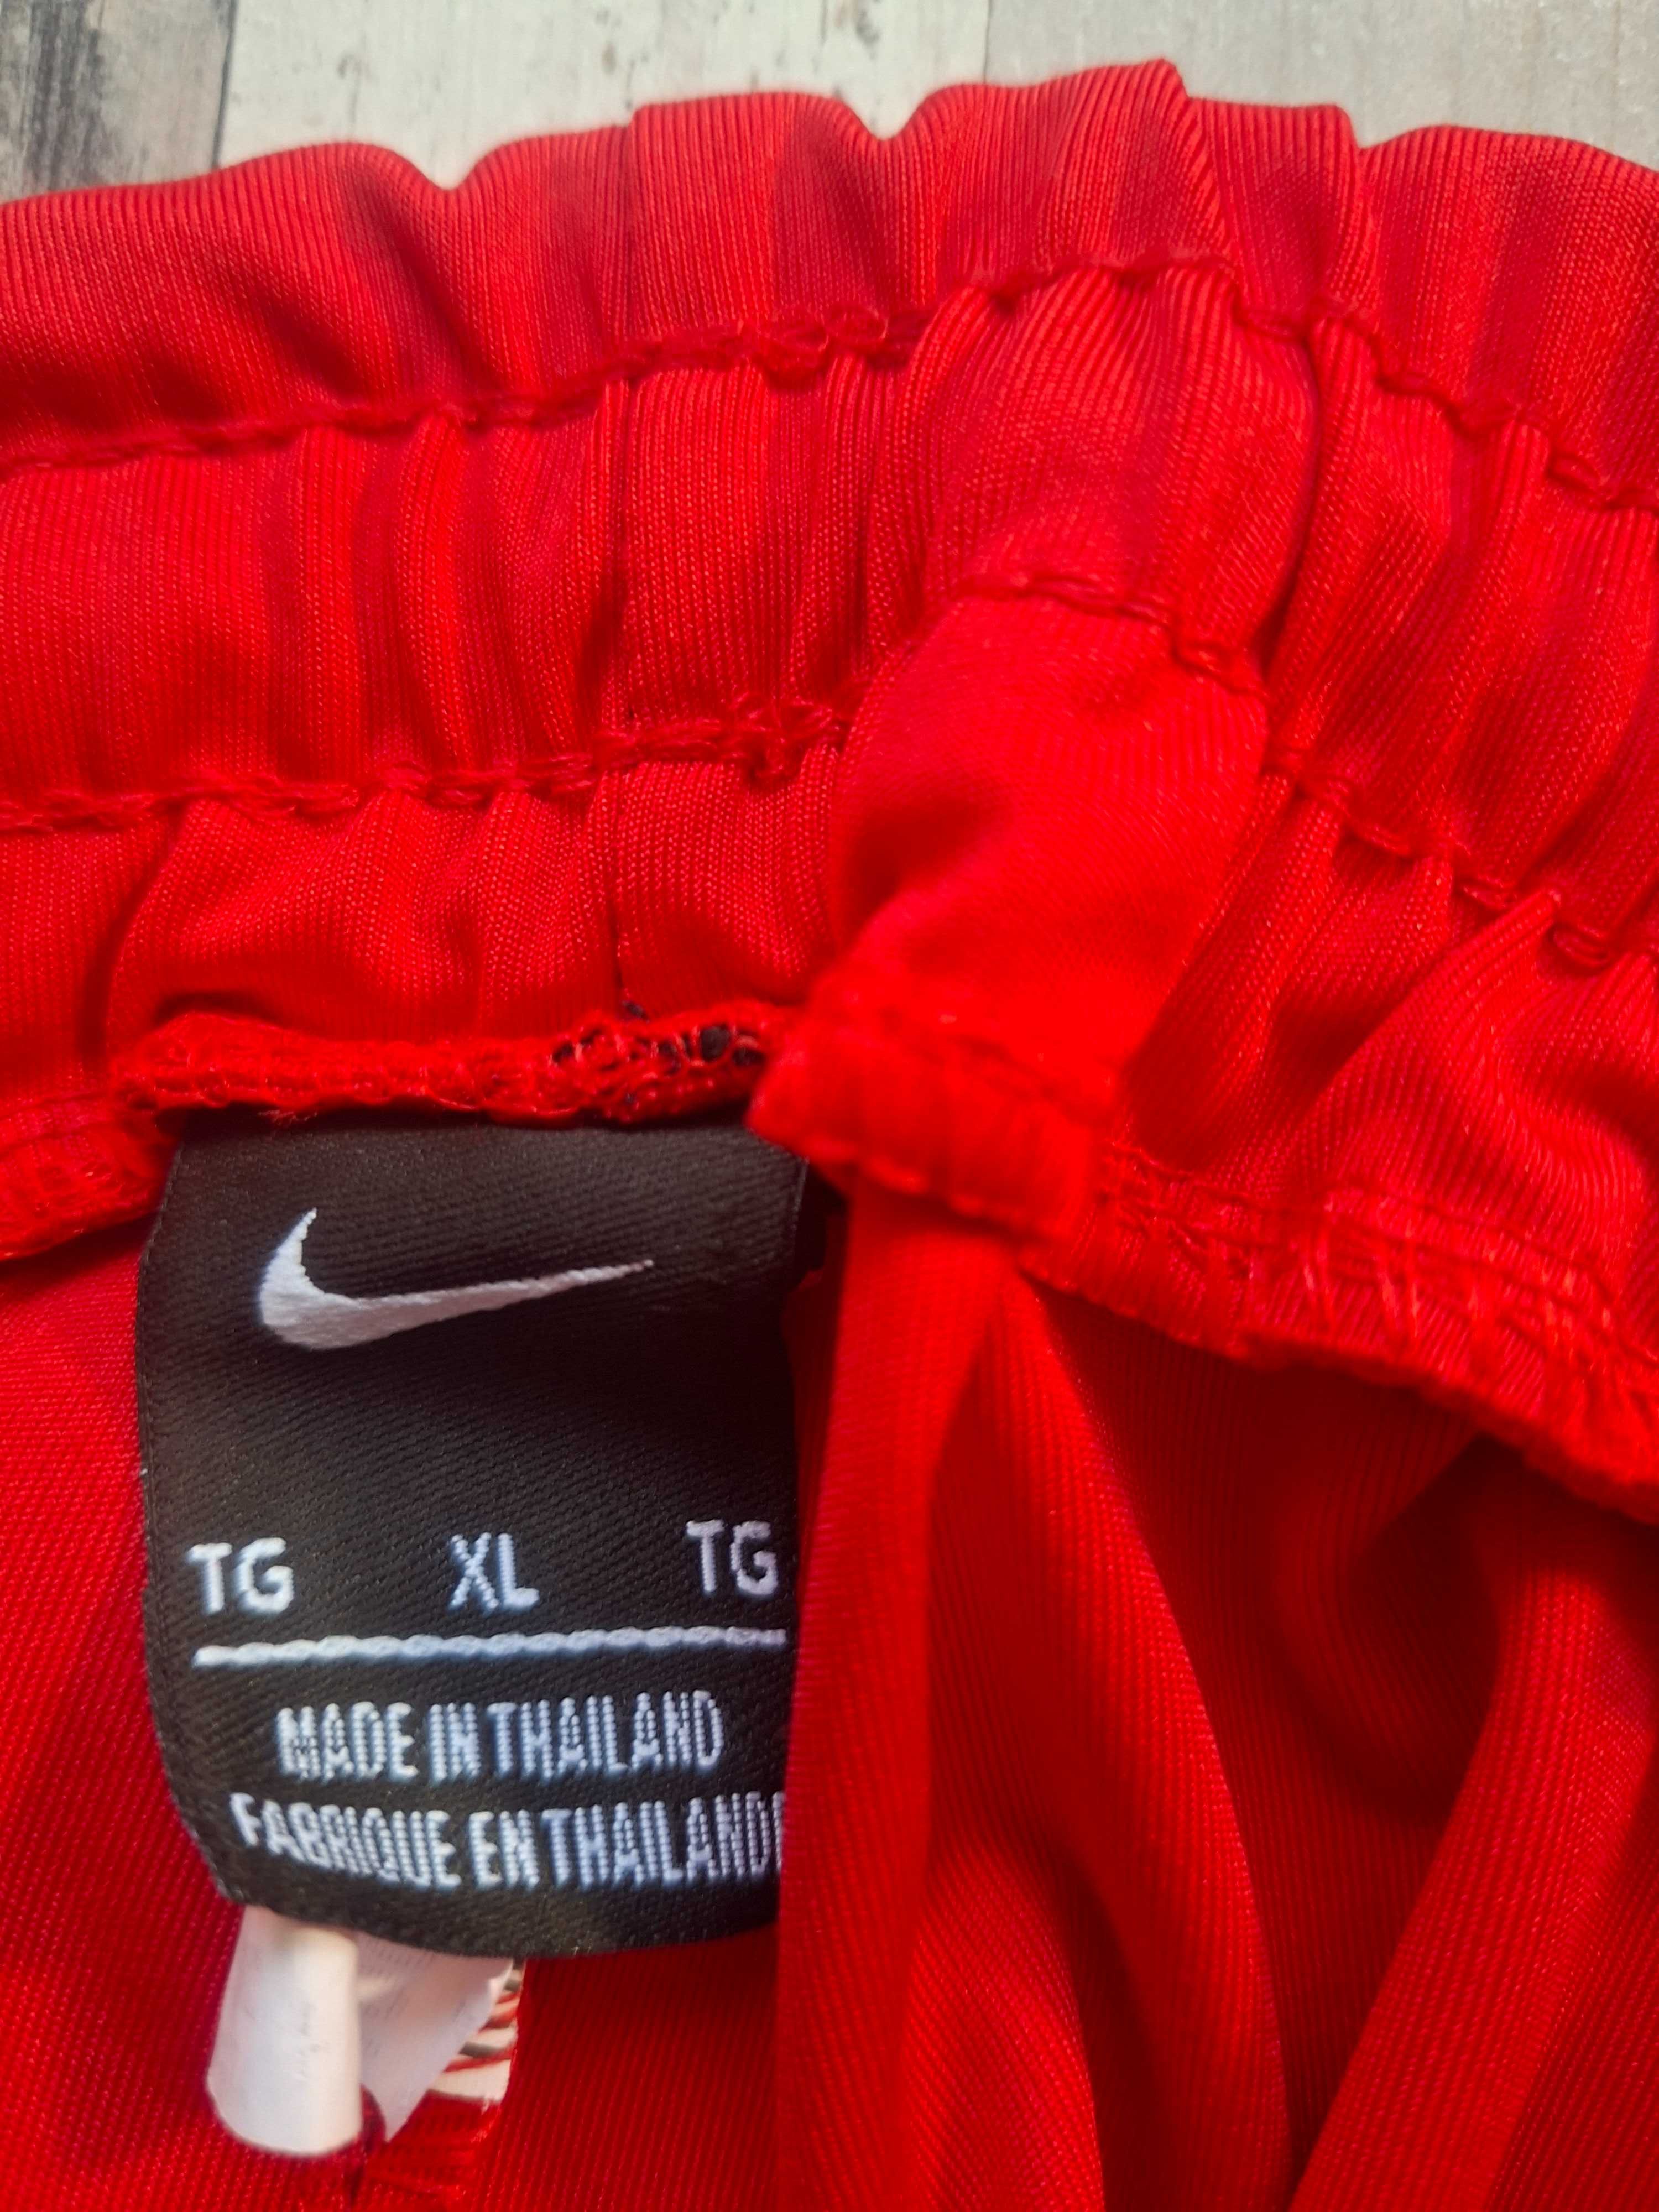 TG XL TG
MADE IN THAILAND
FABRIQUE EN THAILANDE